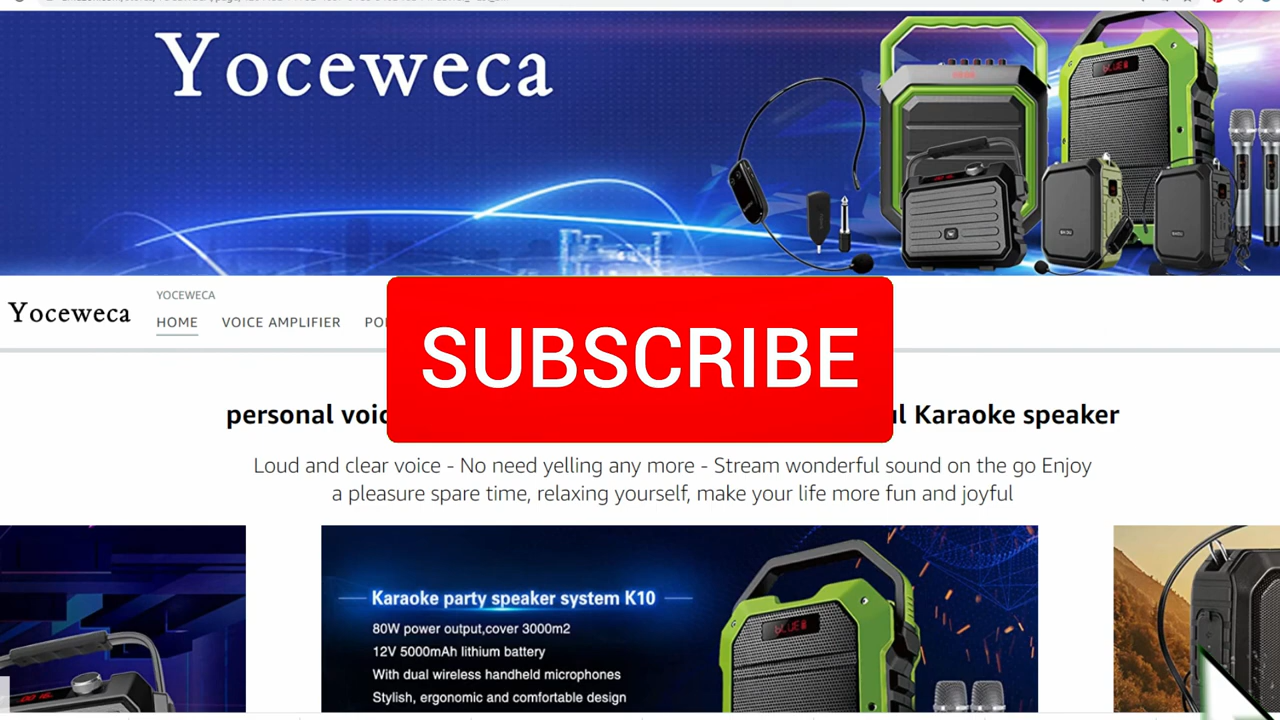 Yoceweca
YOCEWECA
Yoceweca
HOME VOICE AMPLIFIER
SUBSCRIBE
personal Karaoke speaker
Loud and clear voice - No need yelling any more - Stream wonderful sound on the go Enjoy
a pleasure spare time, relaxing yourself, make your life more fun and joyful
Karaoke party speaker system K10
80W power output,cover 3000m2
12V 5000mAh lithium battery
With dual wireless handheld microphones
Stylish, ergonomic and comfortable design